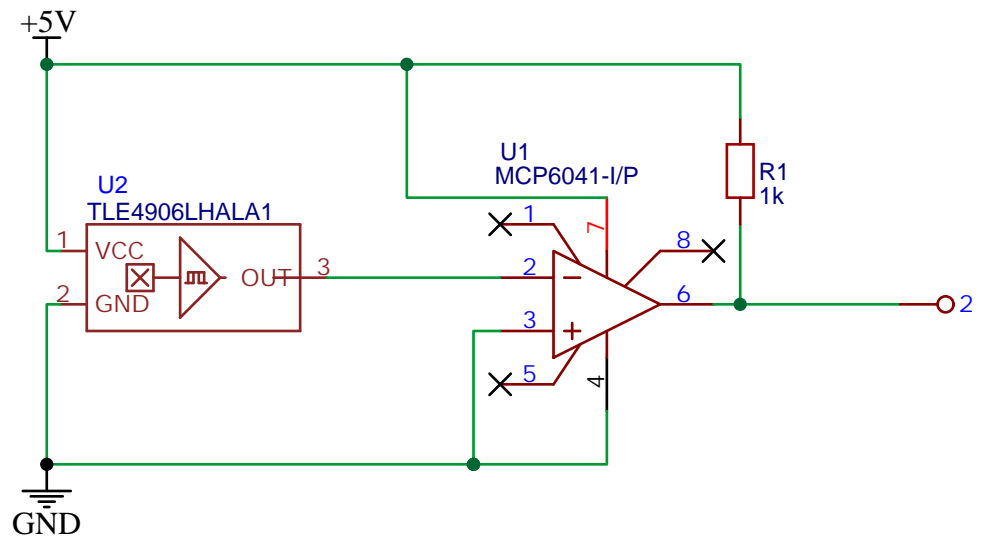 +5V
U1
MCP6041-I/P
R1
1k
U2
TLE4906LHALA1
1
7
8
1
VCC
2
OUT
3
2
GND
6
2
3
5
4
GND